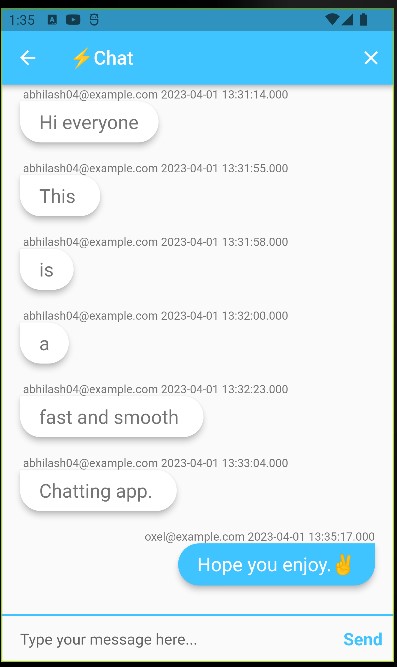 1:35
⚡Chat
abhilash04@example.com 2023-04-01 13:31:14.000
Hi everyone
abhilash04@example.com 2023-04-01 13:31:55.000
This
abhilash04@example.com 2023-04-01 13:31:58.000
is
abhilash04@example.com 2023-04-01 13:32:00.000
a
abhilash04@example.com 2023-04-01 13:32:23.000
fast and smooth
abhilash04@example.com 2023-04-01 13:33:04.000
Chatting app.
oxel@example.com 2023-04-01 13:35:17.000
Hope you enjoy.✌️
Type your message here... Send